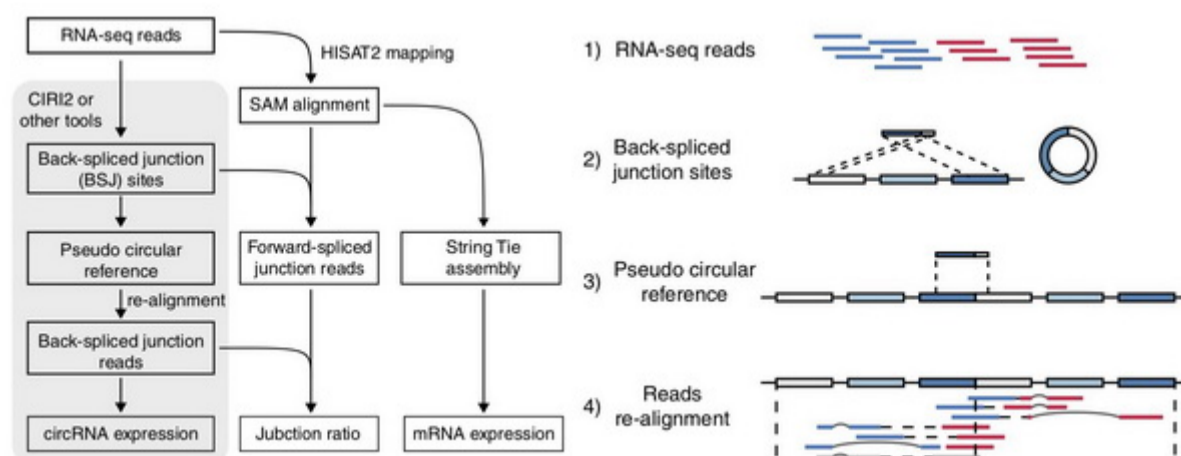 RNA-seq reads
HISAT2 mapping
CIRI2 or
other tools
SAM alignment
Back-spliced junction
(BSJ) sites
Pseudo circular
reference
Forward-spliced
junction reads
String Tie
assembly
re-alignment
Back-spliced junction
reads
circRNA expression
Jubction ratio
mRNA expression
1) RNA-seq reads
2) Back-spliced
junction sites
3) Pseudo circular
reference
4) Reads
re-alignment